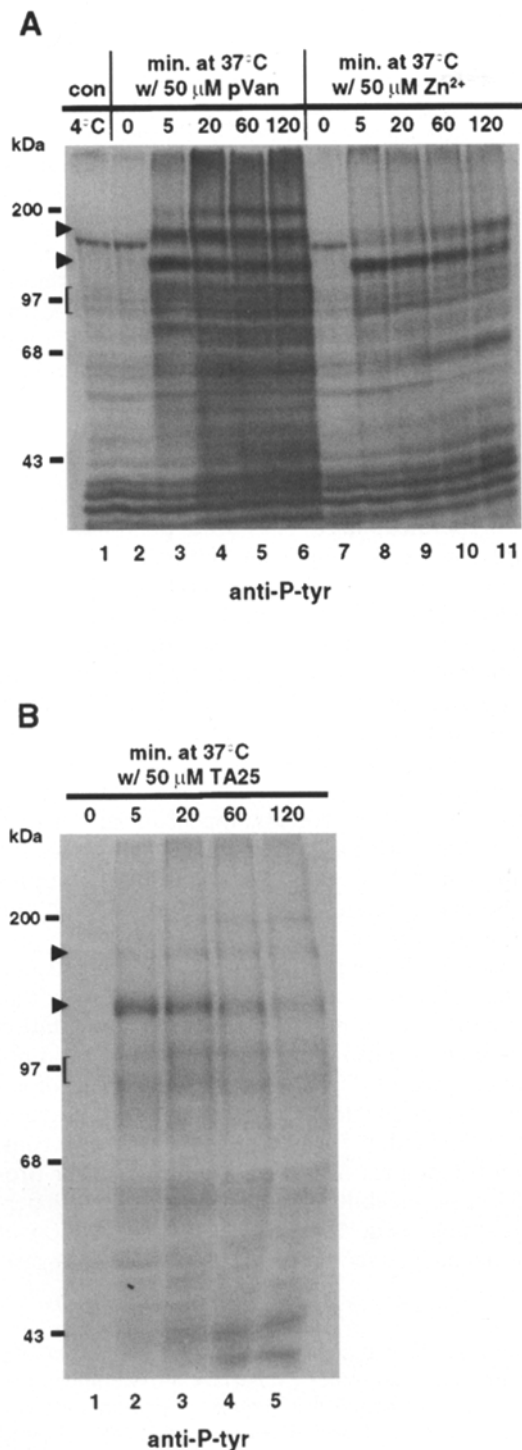 A
min. at 37°C w/ 50 μM pVan
min. at 37°C w/ 50 μM Zn2+
con
4°C 0 5 20 60 120 0 5 20 60 120
kDa
200
97
68
43
1 2 3 4 5 6 7 8 9 10 11
anti-P-tyr
B
min. at 37°C
w/ 50 μM TA25
0 5 20 60 120
kDa
200
97
68
43
1 2 3 4 5
anti-P-tyr